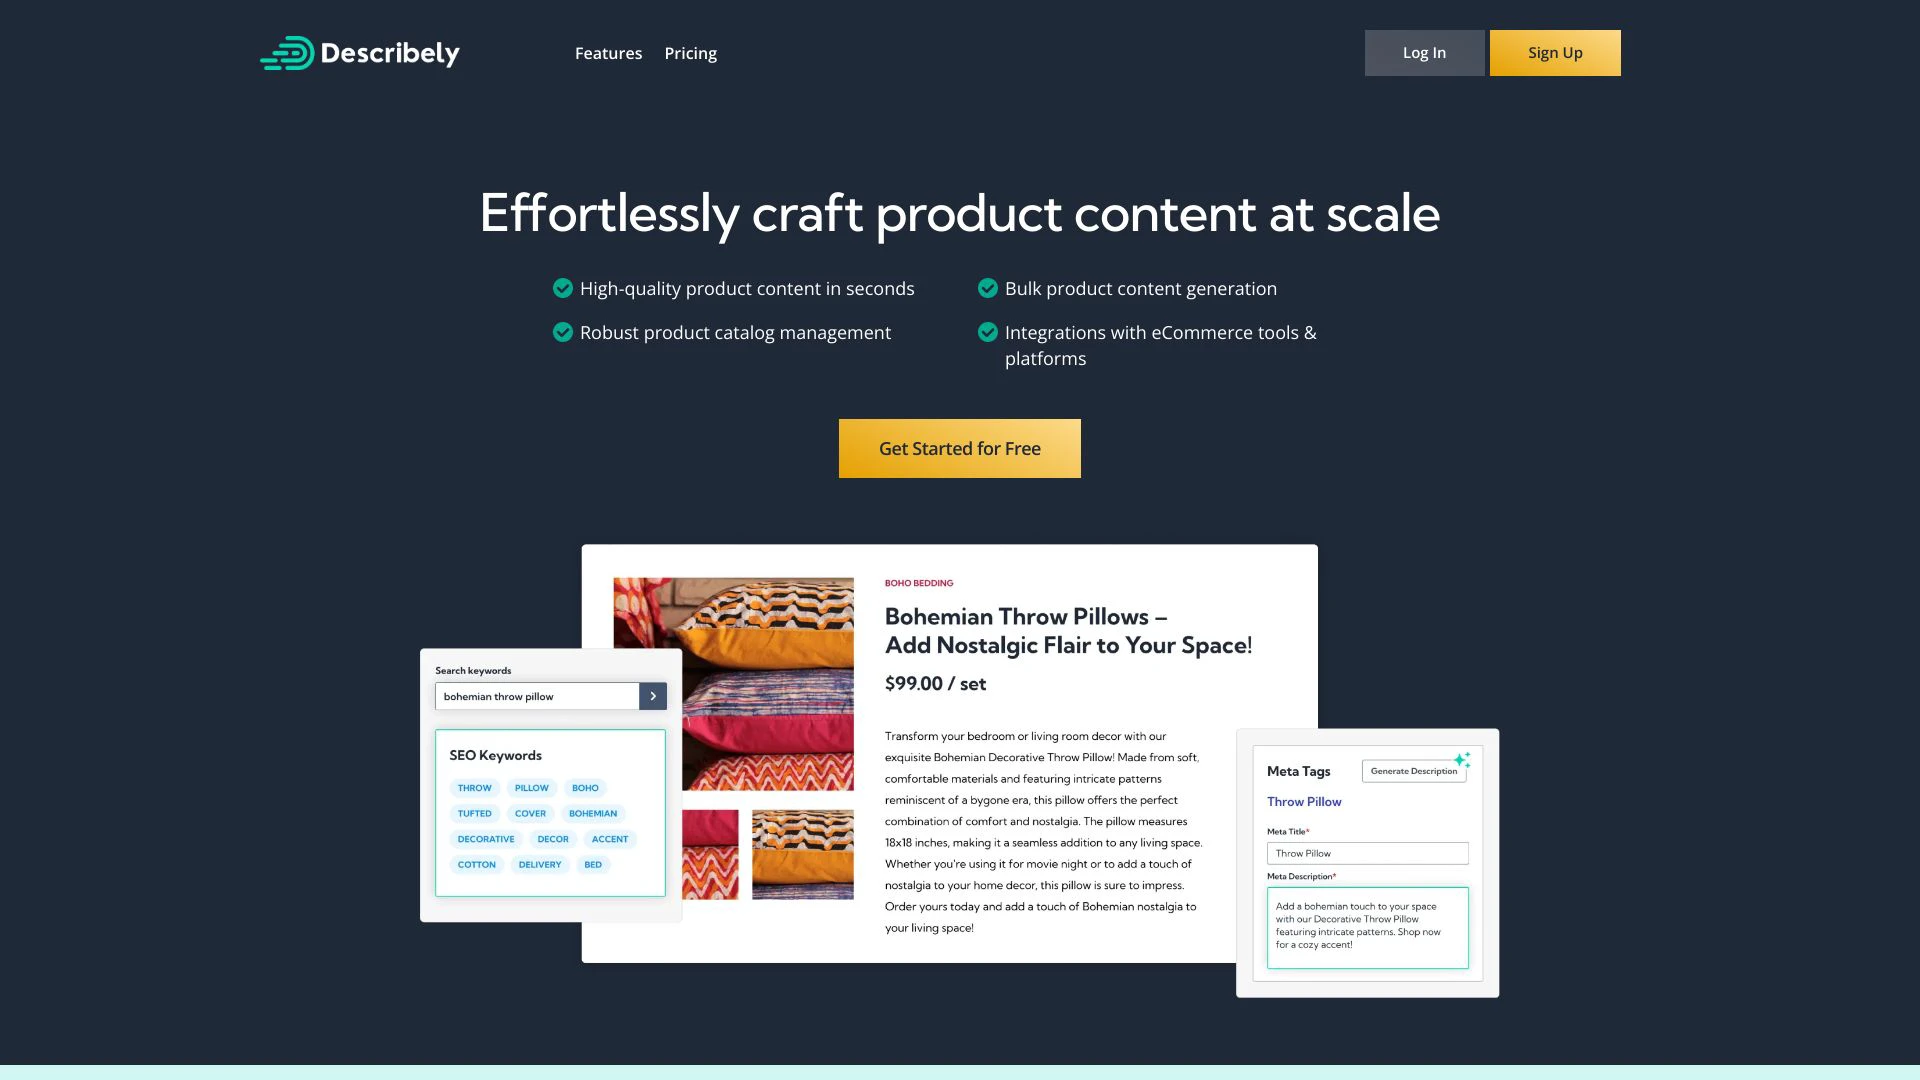 Describely
Features
Pricing
Log In
Sign Up
Effortlessly craft product content at scale
High-quality product content in seconds
Bulk product content generation
Robust product catalog management
Integrations with eCommerce tools &
platforms
Get Started for Free
Search keywords
bohemian throw pillow
SEO Keywords
THROW PILLOW BOHO
TUFTED COVER BOHEMIAN
DECORATIVE DECOR ACCENT
COTTON DELIVERY BED
BOHO BEDDING
Bohemian Throw Pillows –
Add Nostalgic Flair to Your Space!
$99.00 / set
Transform your bedroom or living room decor with our
exquisite Bohemian Decorative Throw Pillow! Made from soft,
comfortable materials and featuring intricate patterns
reminiscent of a bygone era, this pillow offers the perfect
combination of comfort and nostalgia. The pillow measures
18x18 inches, making it a seamless addition to any living space.
Whether you're using it for movie night or to add a touch of
nostalgia to your home decor, this pillow is sure to impress.
Order yours today and add a touch of Bohemian nostalgia to
your living space!
Meta Tags
Generate Description
Throw Pillow
Meta Title*
Throw Pillow
Meta Description*
Add a bohemian touch to your space
with our Decorative Throw Pillow
featuring intricate patterns. Shop now
for a cozy accent!